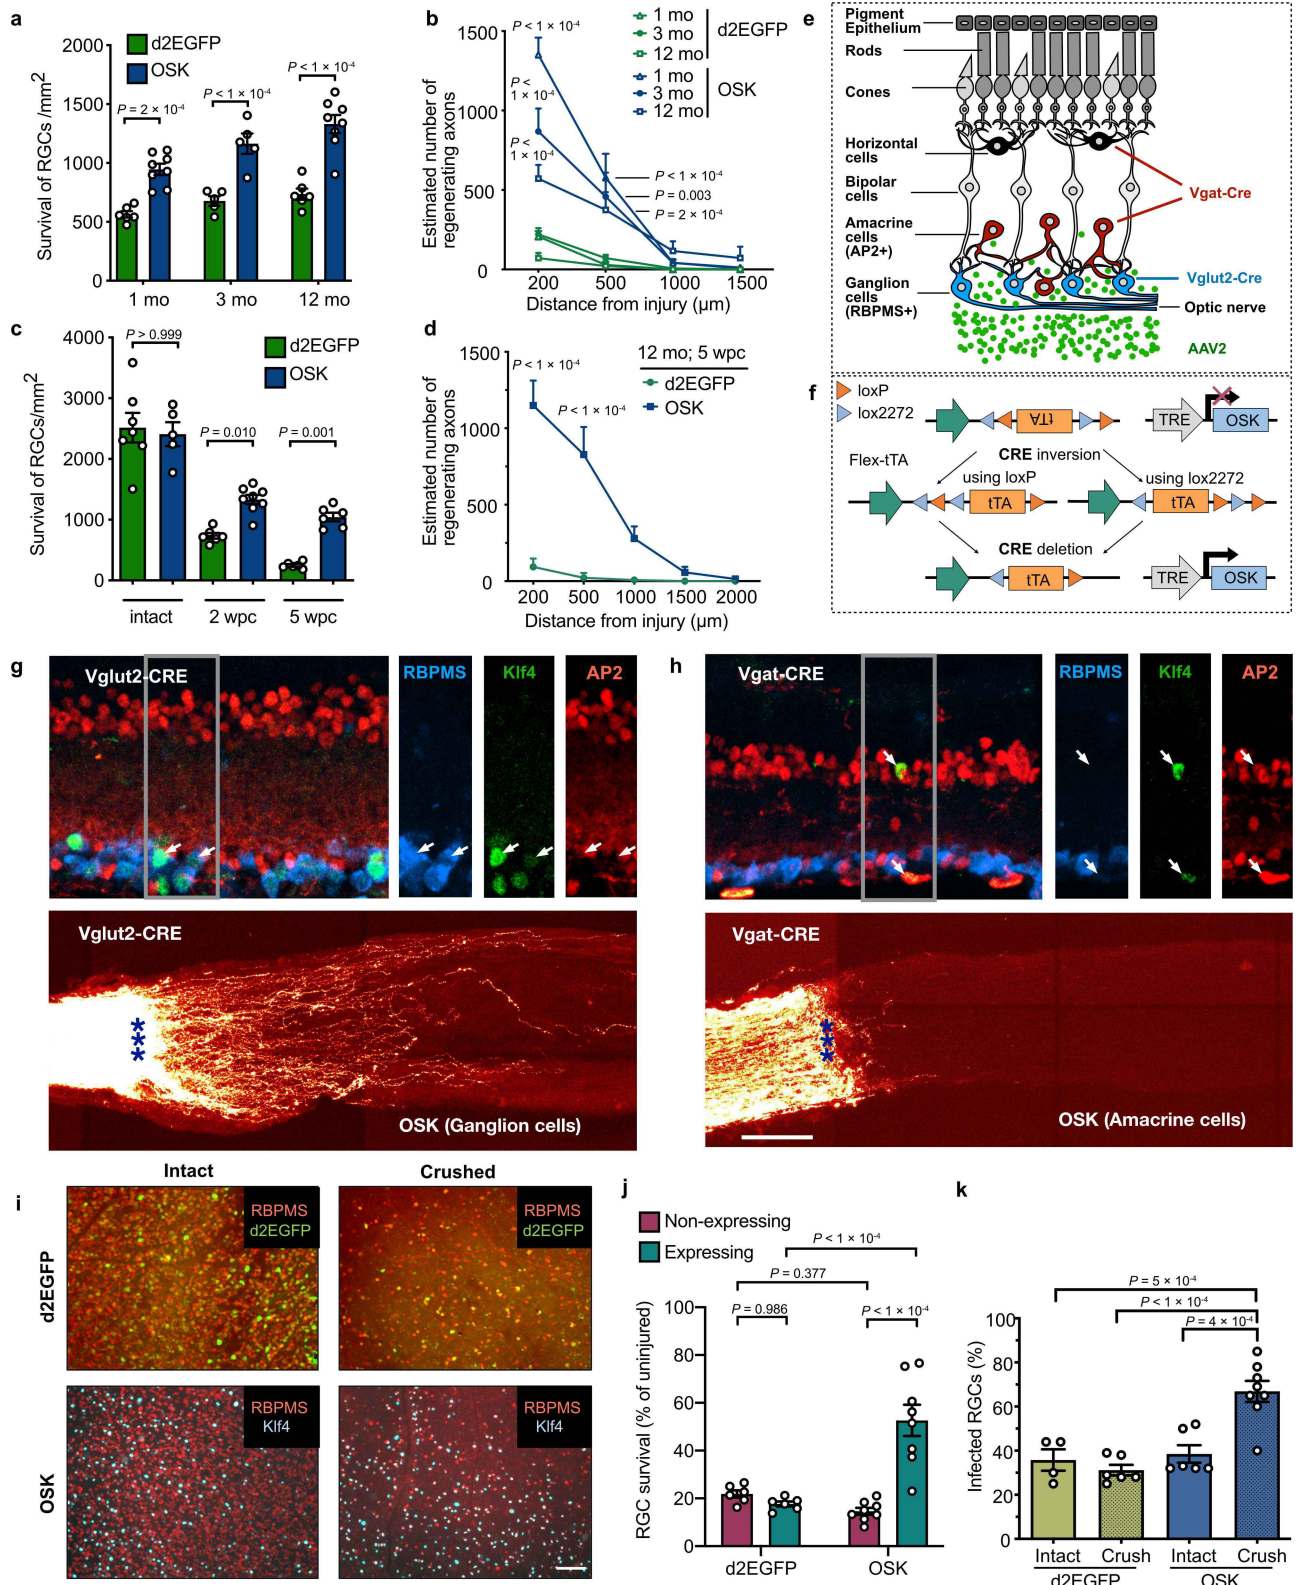 a
d2EGFP
OSK
Survival of RGCs /mm2
2000
1500
1000
500
0
P = 2 × 10-4
P < 1 × 10-4
P < 1 × 10-4
1 mo
3 mo
12 mo
b
Estimated number of
regenerating axons
1500
1000
500
0
P < 1 × 10-4
P <
1 × 10-4
P <
1 × 10-4
1 mo
3 mo
12 mo
d2EGFP
1 mo
3 mo
12 mo
OSK
P < 1 × 10-4
P = 0.003
P = 2 × 10-4
200
500
1000
1500
Distance from injury (µm)
c
Survival of RGCs/mm2
4000
3000
2000
1000
0
P > 0.999
P = 0.010
P = 0.001
d2EGFP
OSK
intact
2 wpc
5 wpc
d
Estimated number of
regenerating axons
1500
1000
500
0
P < 1 × 10-4
P < 1 × 10-4
12 mo; 5 wpc
d2EGFP
OSK
200
500
1000
1500
2000
Distance from injury (µm)
e
Pigment
Epithelium
Rods
Cones
Horizontal
cells
Bipolar
cells
Amacrine
cells
(AP2+)
Ganglion
cells
(RBPMS+)
Vgat-Cre
Vglut2-Cre
Optic nerve
AAV2
f
loxP
lox2272
tTA
TRE
OSK
Flex-tTA
CRE inversion
using loxP
using lox2272
tTA
tTA
CRE deletion
tTA
TRE
OSK
g
Vglut2-CRE
RBPMS
Klf4
AP2
Vglut2-CRE
***
OSK (Ganglion cells)
h
Vgat-CRE
RBPMS
Klf4
AP2
Vgat-CRE
***
OSK (Amacrine cells)
i
Intact
Crushed
d2EGFP
RBPMS
d2EGFP
RBPMS
d2EGFP
OSK
RBPMS
Klf4
RBPMS
Klf4
j
Non-expressing
Expressing
P < 1 × 10-4
P = 0.377
P = 0.986
P < 1 × 10-4
RGC survival (% of uninjured)
100
80
60
40
20
0
d2EGFP
OSK
k
P = 5 × 10-4
P < 1 × 10-4
P = 4 × 10-4
Infected RGCs (%)
100
80
60
40
20
0
Intact
Crush
Intact
Crush
d2EGFP
OSK